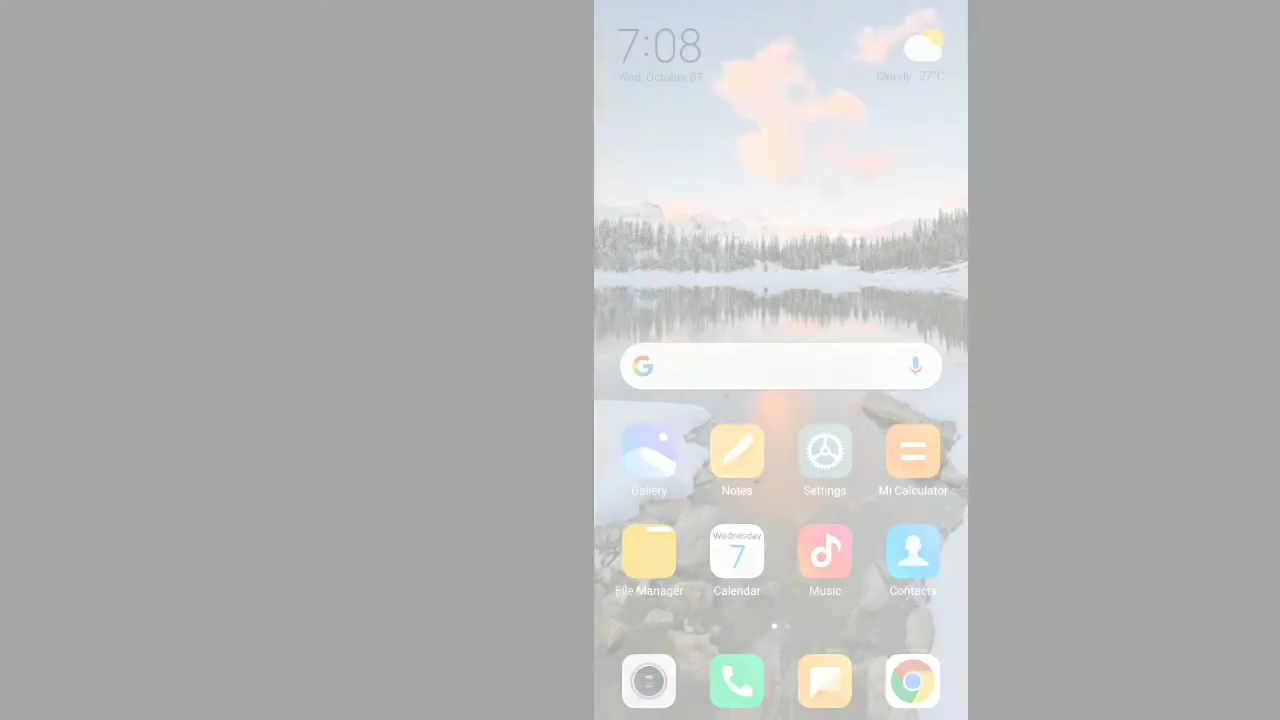 7:08
Wed, October 07
Cloudy 27°C
Gallery
Notes
Settings
Mi Calculator
File Manager
Wednesday
7
Calendar
Music
Contacts